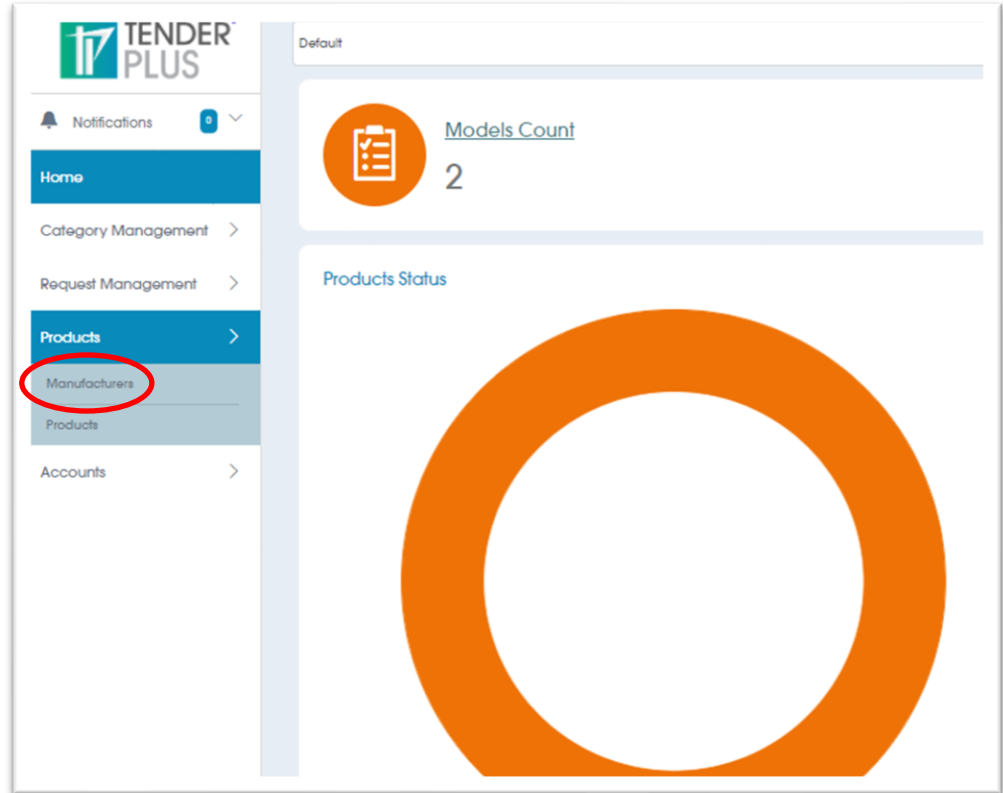 TENDER
PLUS
Default
Notifications 0
Models Count
2
Home
Category Management
Request Management
Products Status
Products
Manufacturers
Products
Accounts